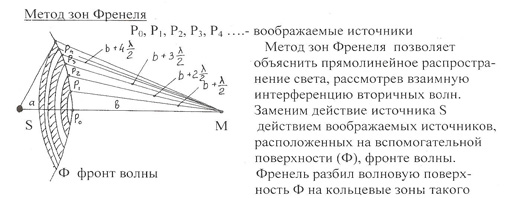 Метод зон Френеля
P₀, P₁, P₂, P₃, P₄ ….- воображаемые источники
Метод зон Френеля позволяет
объяснить прямолинейное распростра-
нение света, рассмотрев взаимную
интерференцию вторичных волн.
Заменим действие источника S
действием воображаемых источников,
расположенных на вспомогательной
поверхности (Ф), фронте волны.
Френель разбил волновую поверх-
ность Ф на кольцевые зоны такого
P₄
P₃
P₂
P₁
P₀
b+4 λ/2
b+3 λ/2
b+2 λ/2
b+ λ/2
a
b
S
M
Ф фронт волны